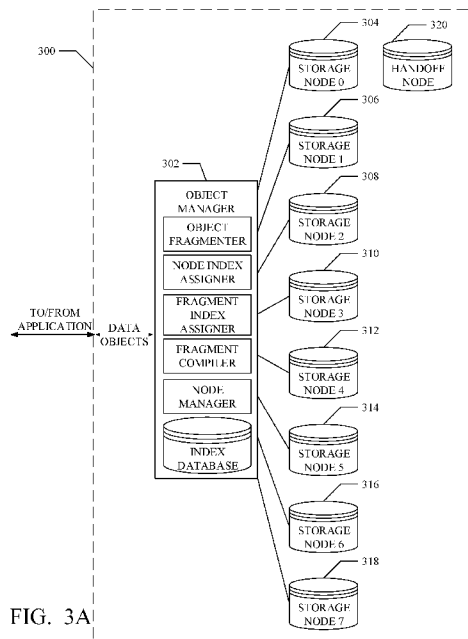 304
320
300
STORAGE
NODE 0
HANDOFF
NODE
306
STORAGE
NODE 1
302
308
OBJECT
MANAGER
STORAGE
NODE 2
OBJECT
FRAGMENTER
310
NODE INDEX
ASSIGNER
STORAGE
NODE 3
TO/FROM
APPLICATION
DATA
OBJECTS
FRAGMENT
INDEX
ASSIGNER
312
FRAGMENT
COMPILER
STORAGE
NODE 4
NODE
MANAGER
314
STORAGE
NODE 5
INDEX
DATABASE
316
STORAGE
NODE 6
318
STORAGE
NODE 7
FIG. 3A